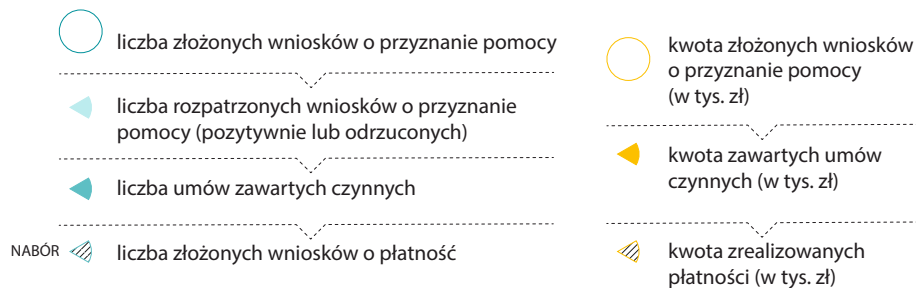 liczba złożonych wniosków o przyznanie pomocy
liczba rozpatrzonych wniosków o przyznanie
pomocy (pozytywnie lub odrzuconych)
liczba umów zawartych czynnych
NABÓR liczba złożonych wniosków o płatność
kwota złożonych wniosków
o przyznanie pomocy
(w tys. zł)
kwota zawartych umów
czynnych (w tys. zł)
kwota zrealizowanych
płatności (w tys. zł)